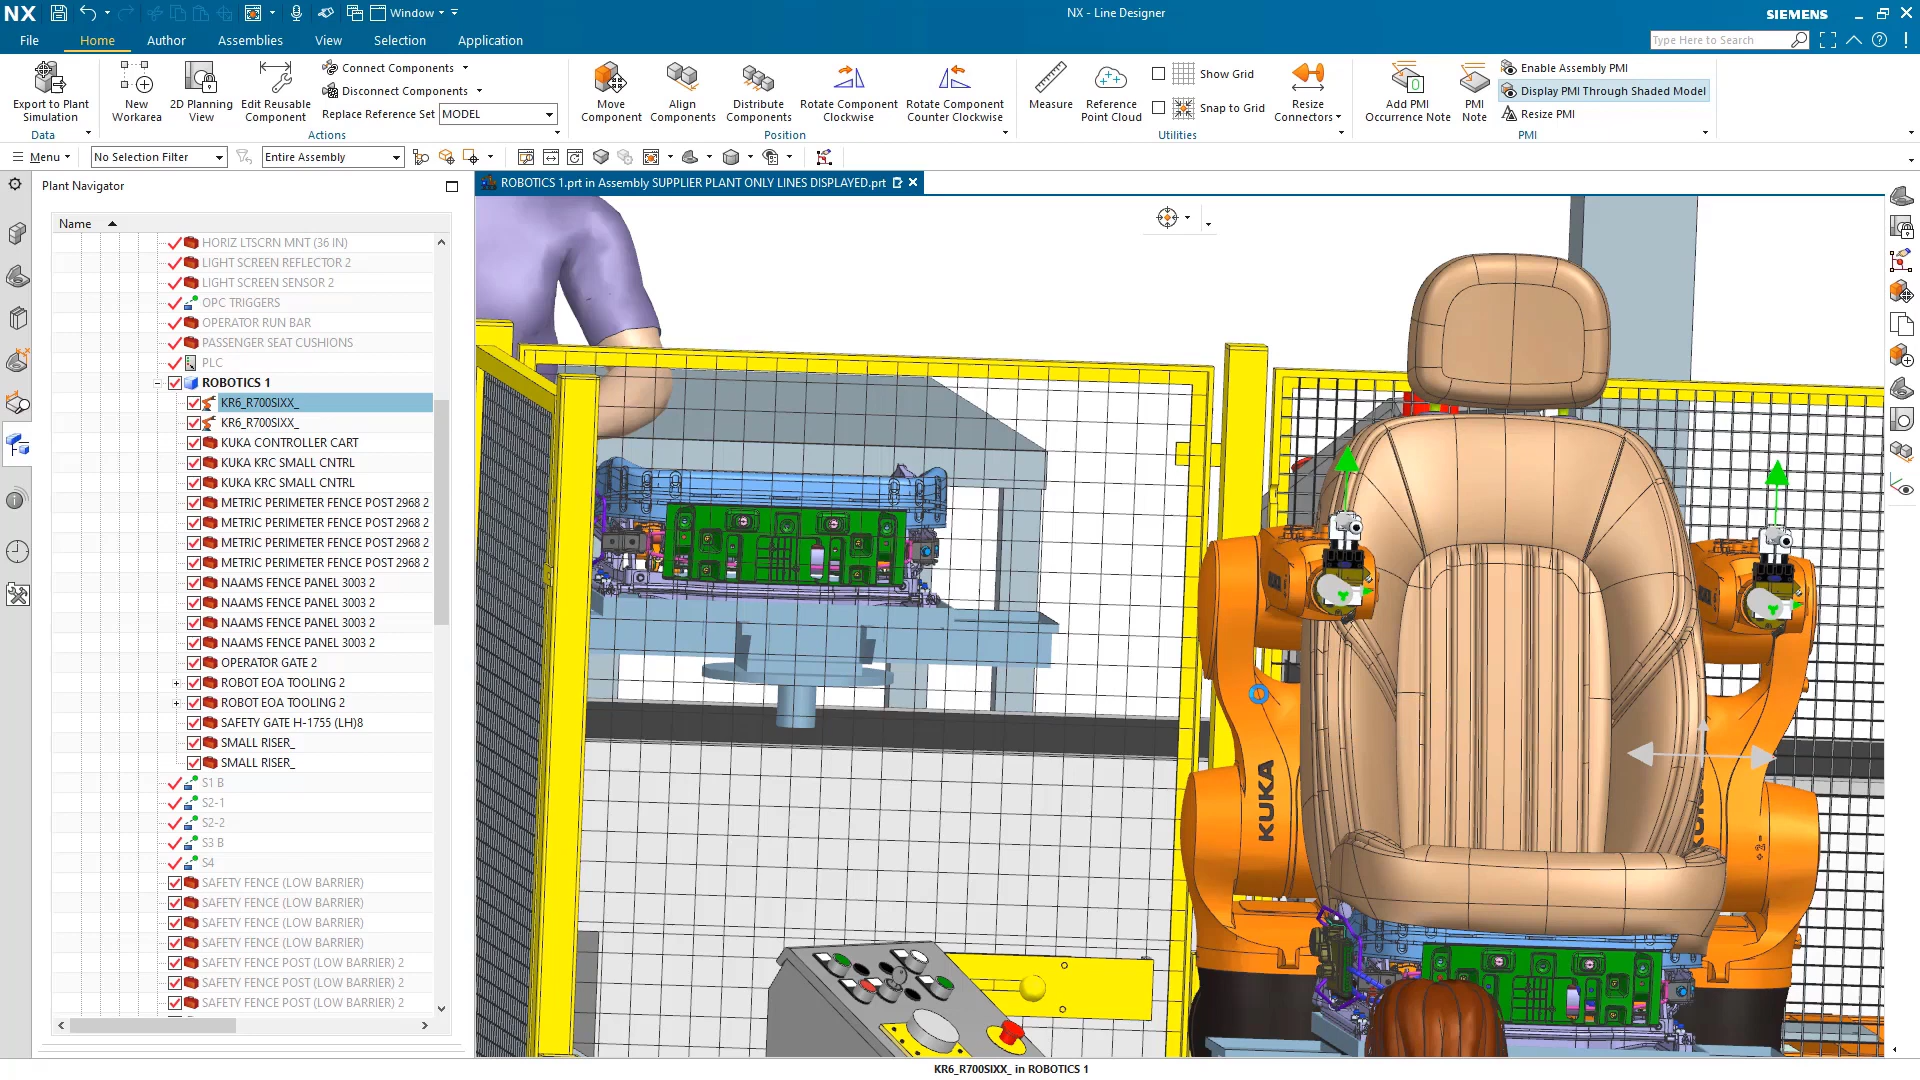 NX
Window
NX - Line Designer
SIEMENS
File
Home
Author
Assemblies
View
Selection
Application
Type Here to Search
Export to Plant Simulation
Data
New Workarea
2D Planning View
Edit Reusable Component
Connect Components
Disconnect Components
Replace Reference Set
MODEL
Actions
Move Component
Align Components
Distribute Components
Rotate Component Clockwise
Rotate Component Counter Clockwise
Position
Measure
Reference Point Cloud
Show Grid
Snap to Grid
Resize Connectors
Utilities
Add PMI Occurrence Note
PMI Note
Enable Assembly PMI
Display PMI Through Shaded Model
Resize PMI
PMI
Menu
No Selection Filter
Entire Assembly
Plant Navigator
ROBOTICS 1.prt in Assembly SUPPLIER PLANT ONLY LINES DISPLAYED.prt
Name
HORIZ LTSCRN MNT (36 IN)
LIGHT SCREEN REFLECTOR 2
LIGHT SCREEN SENSOR 2
OPC TRIGGERS
OPERATOR RUN BAR
PASSENGER SEAT CUSHIONS
PLC
ROBOTICS 1
KR6_R700SIXX_
KR6_R700SIXX_
KUKA CONTROLLER CART
KUKA KRC SMALL CNTRL
KUKA KRC SMALL CNTRL
METRIC PERIMETER FENCE POST 2968 2
METRIC PERIMETER FENCE POST 2968 2
METRIC PERIMETER FENCE POST 2968 2
METRIC PERIMETER FENCE POST 2968 2
NAAMS FENCE PANEL 3003 2
NAAMS FENCE PANEL 3003 2
NAAMS FENCE PANEL 3003 2
NAAMS FENCE PANEL 3003 2
OPERATOR GATE 2
ROBOT EOA TOOLING 2
ROBOT EOA TOOLING 2
SAFETY GATE H-1755 (LH)8
SMALL RISER_
SMALL RISER_
S1 B
S2-1
S2-2
S3 B
S4
SAFETY FENCE (LOW BARRIER)
SAFETY FENCE (LOW BARRIER)
SAFETY FENCE (LOW BARRIER)
SAFETY FENCE (LOW BARRIER)
SAFETY FENCE POST (LOW BARRIER) 2
SAFETY FENCE POST (LOW BARRIER) 2
SAFETY FENCE POST (LOW BARRIER) 2
KUKA
KR6_R700SIXX_ in ROBOTICS 1